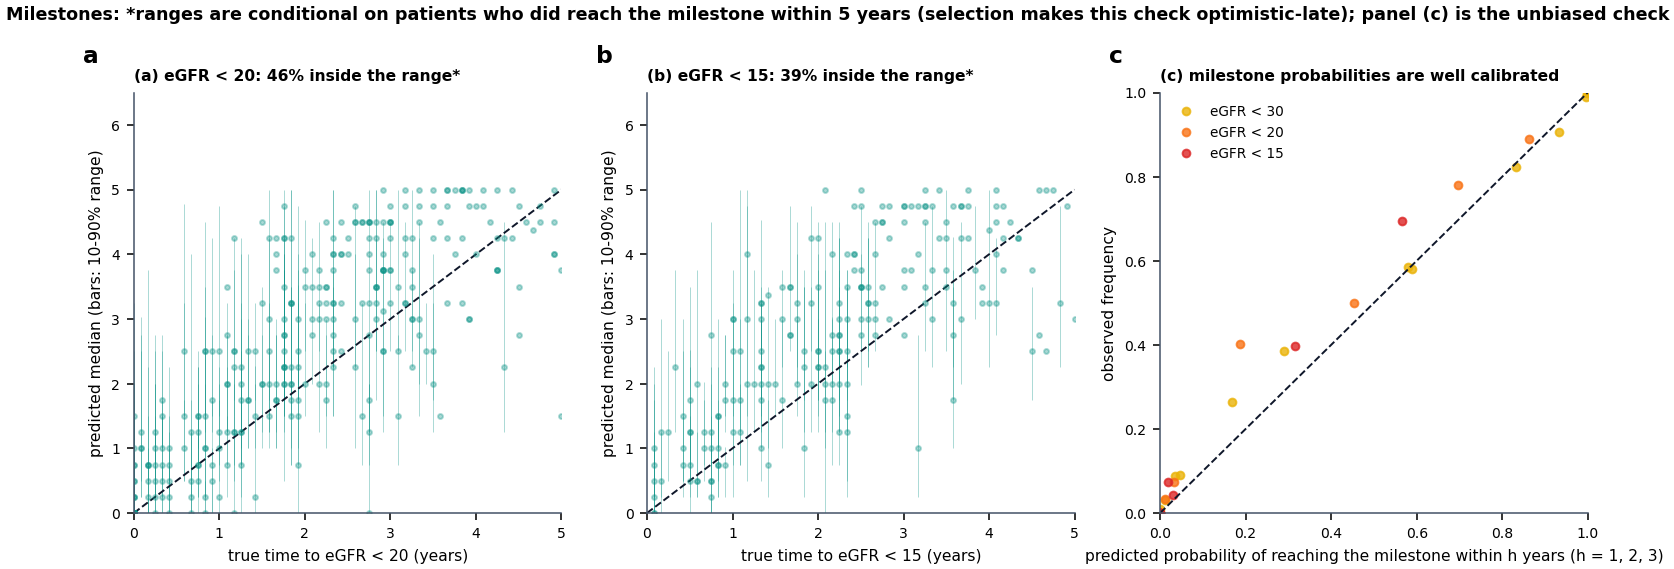 Milestones: *ranges are conditional on patients who did reach the milestone within 5 years (selection makes this check optimistic-late); panel (c) is the unbiased check
a
(a) eGFR < 20: 46% inside the range*
predicted median (bars: 10-90% range)
6
5
4
3
2
1
0
0 1 2 3 4 5
true time to eGFR < 20 (years)
b
(b) eGFR < 15: 39% inside the range*
predicted median (bars: 10-90% range)
6
5
4
3
2
1
0
0 1 2 3 4 5
true time to eGFR < 15 (years)
c
(c) milestone probabilities are well calibrated
eGFR < 30
eGFR < 20
eGFR < 15
observed frequency
1.0
0.8
0.6
0.4
0.2
0.0
0.0 0.2 0.4 0.6 0.8 1.0
predicted probability of reaching the milestone within h years (h = 1, 2, 3)